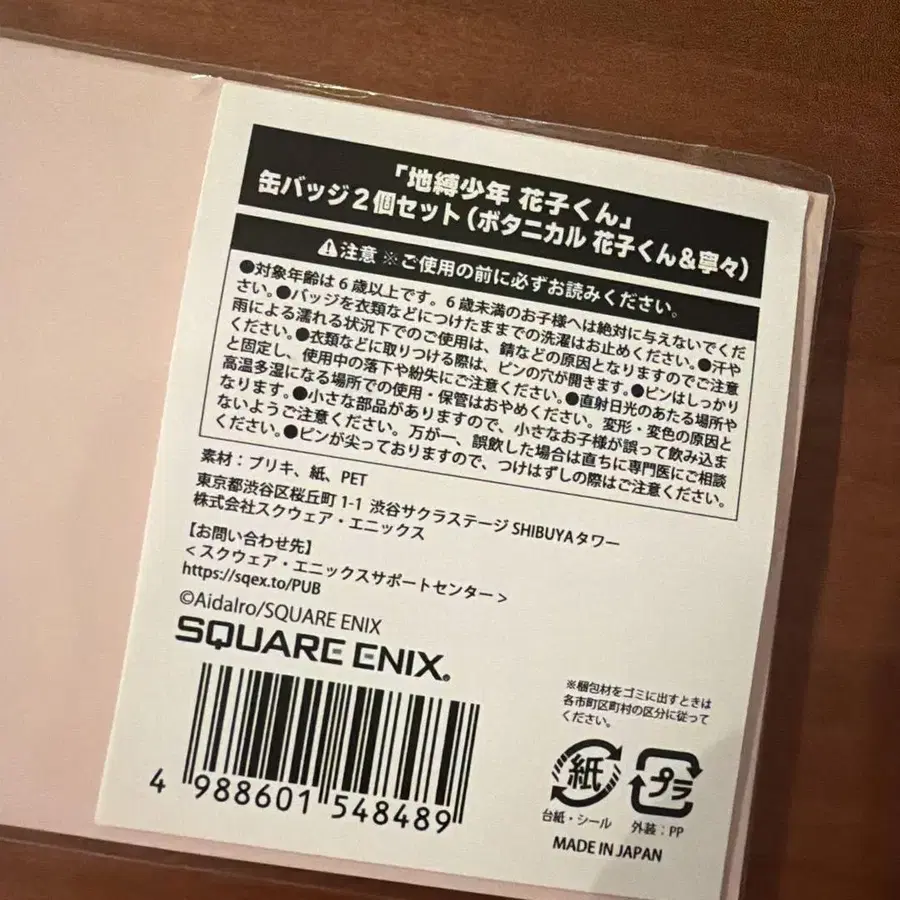 「地縛少年 花子くん」
缶バッジ2個セット(ボタニカル 花子くん&寧々)
⚠注意 ※ご使用の前に必ずお読みください。
●対象年齢は6歳以上です。6歳未満のお子様へは絶対に与えないでくだ
さい。●バッジを衣類などにつけたままでの洗濯はお止めください。●汗や
雨による濡れる状況下でのご使用は、錆などの原因となりますのでご注意
ください。●衣類などに取りつける際は、ピンの穴が開きます。●ピンはしっかり
と固定し、使用中の落下や紛失にご注意ください。●直射日光のあたる場所や
高温多湿になる場所での使用・保管はおやめください。変形・変色の原因と
なります。●小さな部品がありますので、小さなお子様が誤って飲み込ま
ないようご注意ください。万が一、誤飲した場合は直ちに専門医にご相談
ください。●ピンが尖っておりますので、つけはずしの際はご注意ください。
素材:ブリキ、紙、PET
東京都渋谷区桜丘町1-1 渋谷サクラステージSHIBUYAタワー
株式会社スクウェア・エニックス
【お問い合わせ先】
<スクウェア・エニックスサポートセンター>
https://sqex.to/PUB
©AidaIro/SQUARE ENIX
SQUARE ENIX®
4 988601 548489
※梱包材をゴミに出すときは
各市町区町村の区分に従って
ください。
紙 プラ
台紙・シール 外装:PP
MADE IN JAPAN